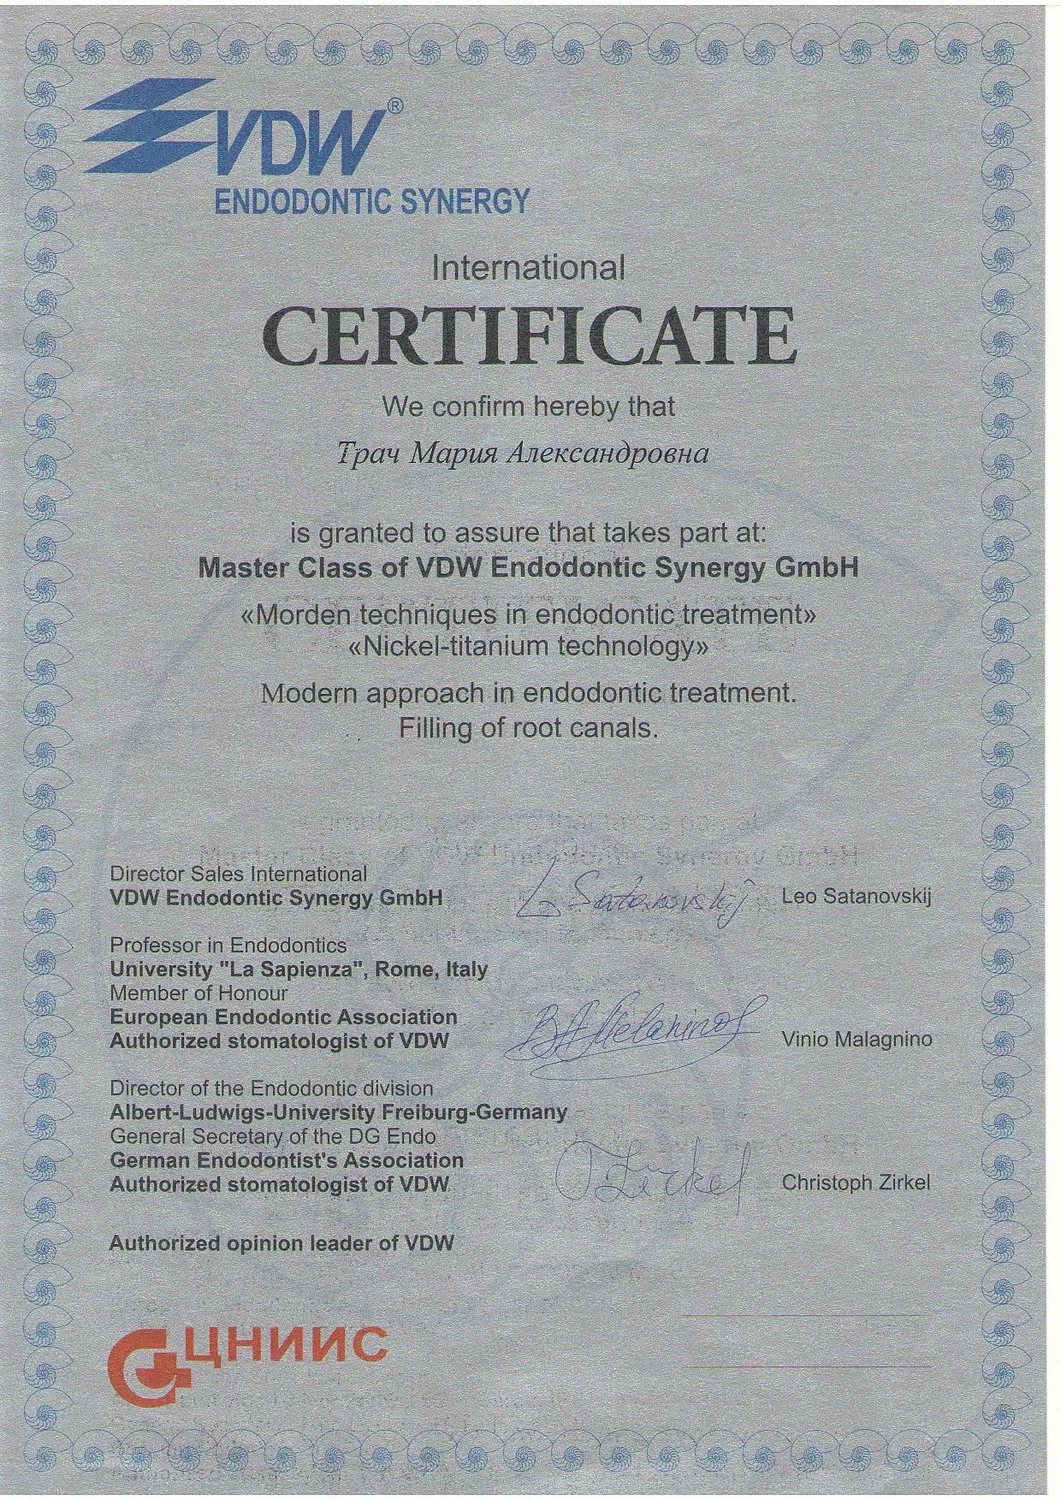 VDW®
ENDODONTIC SYNERGY
International
CERTIFICATE
We confirm hereby that
Трач Мария Александровна
is granted to assure that takes part at:
Master Class of VDW Endodontic Synergy GmbH
«Morden techniques in endodontic treatment»
«Nickel-titanium technology»
Modern approach in endodontic treatment.
Filling of root canals.
Director Sales International
VDW Endodontic Synergy GmbH
L Satanovskij
Leo Satanovskij
Professor in Endodontics
University "La Sapienza", Rome, Italy
Member of Honour
European Endodontic Association
Authorized stomatologist of VDW
Vinio Malagnino
Director of the Endodontic division
Albert-Ludwigs-University Freiburg-Germany
General Secretary of the DG Endo
German Endodontist's Association
Authorized stomatologist of VDW
Christoph Zirkel
Authorized opinion leader of VDW
ЦНИИС